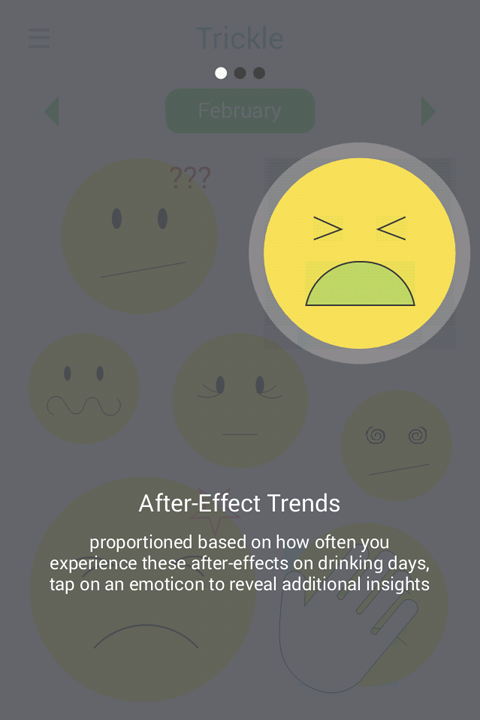 Trickle
February
???
After-Effect Trends
proportioned based on how often you
experience these after-effects on drinking days,
tap on an emoticon to reveal additional insights